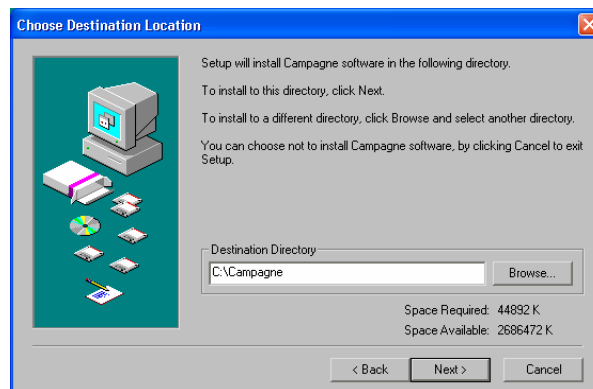 Choose Destination Location
Setup will install Campagne software in the following directory.
To install to this directory, click Next.
To install to a different directory, click Browse and select another directory.
You can choose not to install Campagne software, by clicking Cancel to exit
Setup.
Destination Directory
C:\Campagne
Browse...
Space Required: 44892 K
Space Available: 2686472 K
< Back
Next >
Cancel